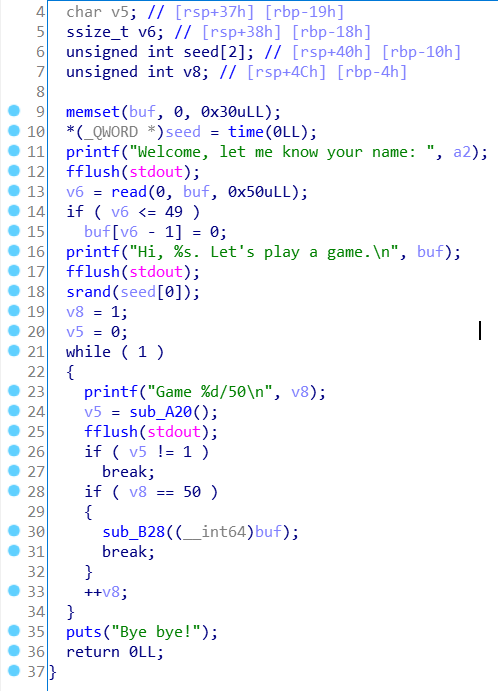 4 char v5; // [rsp+37h] [rbp-19h]
5 ssize_t v6; // [rsp+38h] [rbp-18h]
6 unsigned int seed[2]; // [rsp+40h] [rbp-10h]
7 unsigned int v8; // [rsp+4Ch] [rbp-4h]
8
9 memset(buf, 0, 0x30uLL);
10 *(_QWORD *)seed = time(0LL);
11 printf("Welcome, let me know your name: ", a2);
12 fflush(stdout);
13 v6 = read(0, buf, 0x50uLL);
14 if ( v6 <= 49 )
15 buf[v6 - 1] = 0;
16 printf("Hi, %s. Let's play a game.\n", buf);
17 fflush(stdout);
18 srand(seed[0]);
19 v8 = 1;
20 v5 = 0;
21 while ( 1 )
22 {
23 printf("Game %d/50\n", v8);
24 v5 = sub_A20();
25 fflush(stdout);
26 if ( v5 != 1 )
27 break;
28 if ( v8 == 50 )
29 {
30 sub_B28((__int64)buf);
31 break;
32 }
33 ++v8;
34 }
35 puts("Bye bye!");
36 return 0LL;
37 }